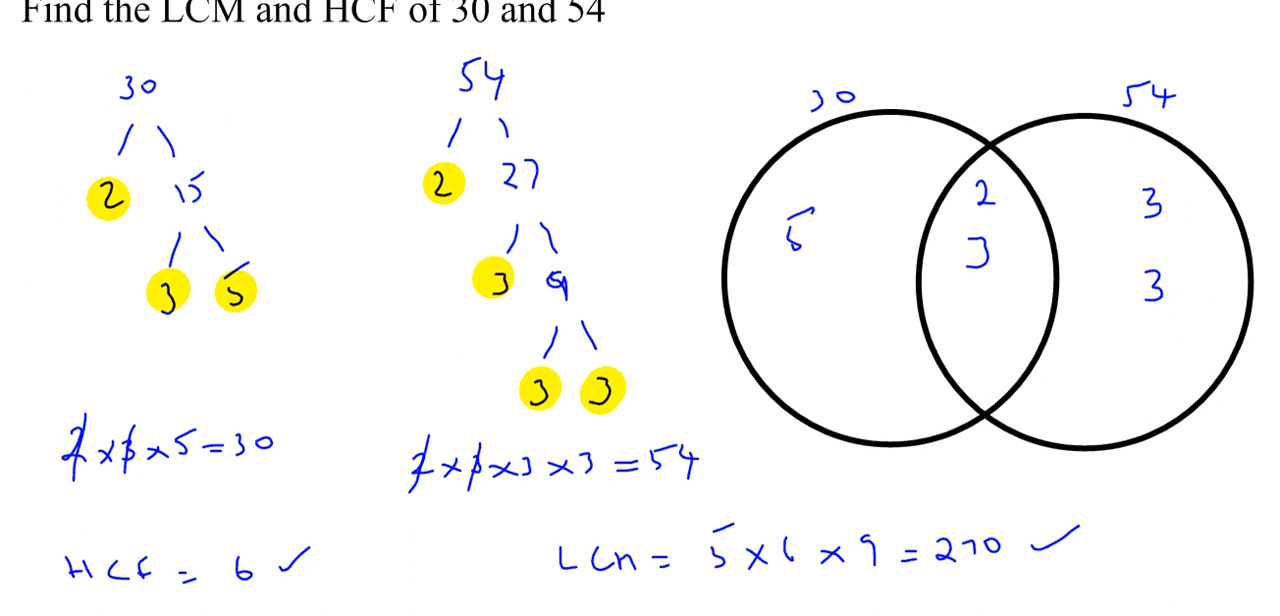 Find the LCM and HCF of 30 and 54
30
2 15
3 5
2 × 3 × 5 = 30
54
2 27
3 9
3 3
2 × 3 × 3 × 3 = 54
30 54
5
2
3
3
3
HCF = 6 ✓
LCM = 5 × 6 × 9 = 270 ✓